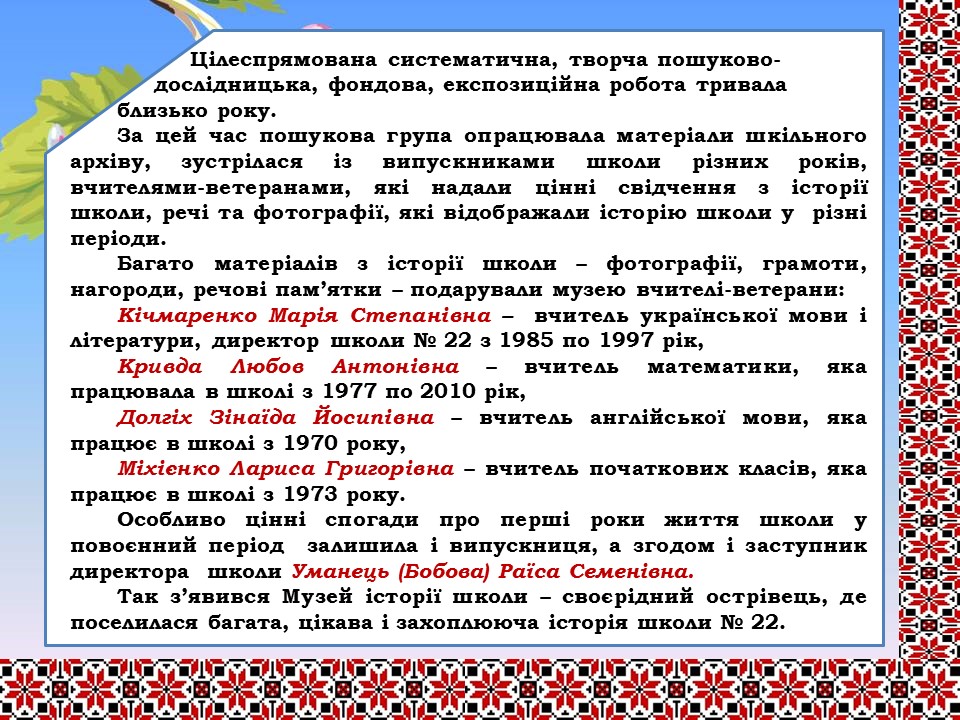 Цілеспрямована систематична, творча пошуково-
дослідницька, фондова, експозиційна робота тривала
близько року.
За цей час пошукова група опрацювала матеріали шкільного
архіву, зустрілася із випускниками школи різних років,
вчителями-ветеранами, які надали цінні свідчення з історії
школи, речі та фотографії, які відображали історію школи у різні
періоди.
Багато матеріалів з історії школи – фотографії, грамоти,
нагороди, речові пам’ятки – подарували музею вчителі-ветерани:
Кічмаренко Марія Степанівна – вчитель української мови і
літератури, директор школи № 22 з 1985 по 1997 рік,
Кривда Любов Антонівна – вчитель математики, яка
працювала в школі з 1977 по 2010 рік,
Долгіх Зінаїда Йосипівна – вчитель англійської мови, яка
працює в школі з 1970 року,
Міхієнко Лариса Григорівна – вчитель початкових класів, яка
працює в школі з 1973 року.
Особливо цінні спогади про перші роки життя школи у
повоєнний період залишила і випускниця, а згодом і заступник
директора школи Уманець (Бобова) Раїса Семенівна.
Так з’явився Музей історії школи – своєрідний острівець, де
поселилася багата, цікава і захоплююча історія школи № 22.